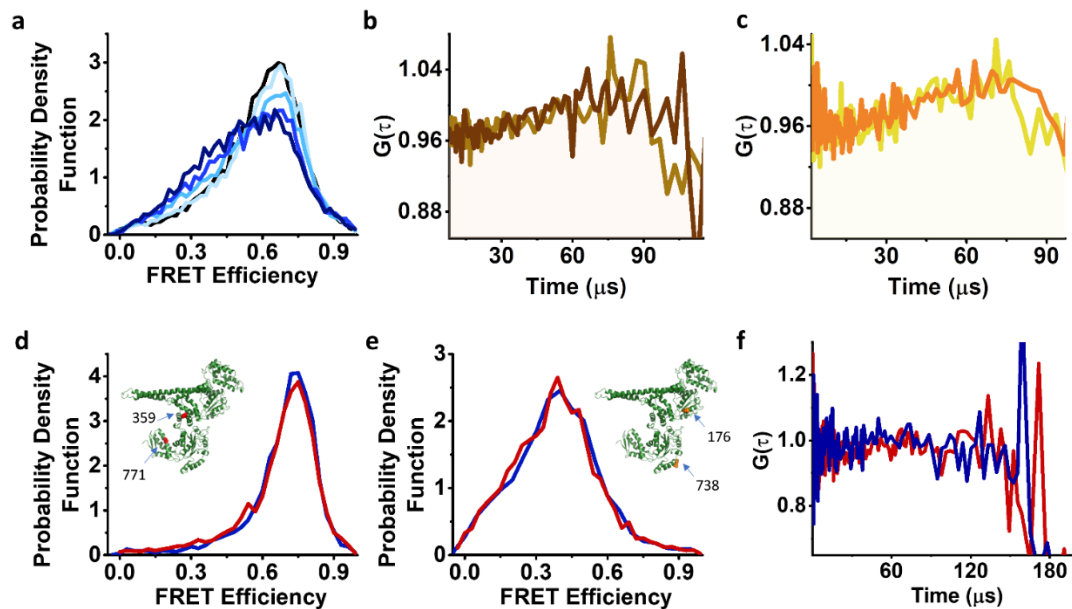 a
Probability Density
Function
3
2
1
0
0.0 0.3 0.6 0.9
FRET Efficiency
b
G(τ)
1.04
0.96
0.88
30 60 90
Time (μs)
c
G(τ)
1.04
0.96
0.88
30 60 90
Time (μs)
d
Probability Density
Function
5
4
3
2
1
0
359
771
0.0 0.3 0.6 0.9
FRET Efficiency
e
Probability Density
Function
3
2
1
0
176
738
0.0 0.3 0.6 0.9
FRET Efficiency
f
G(τ)
1.2
1.0
0.8
60 120 180
Time (μs)